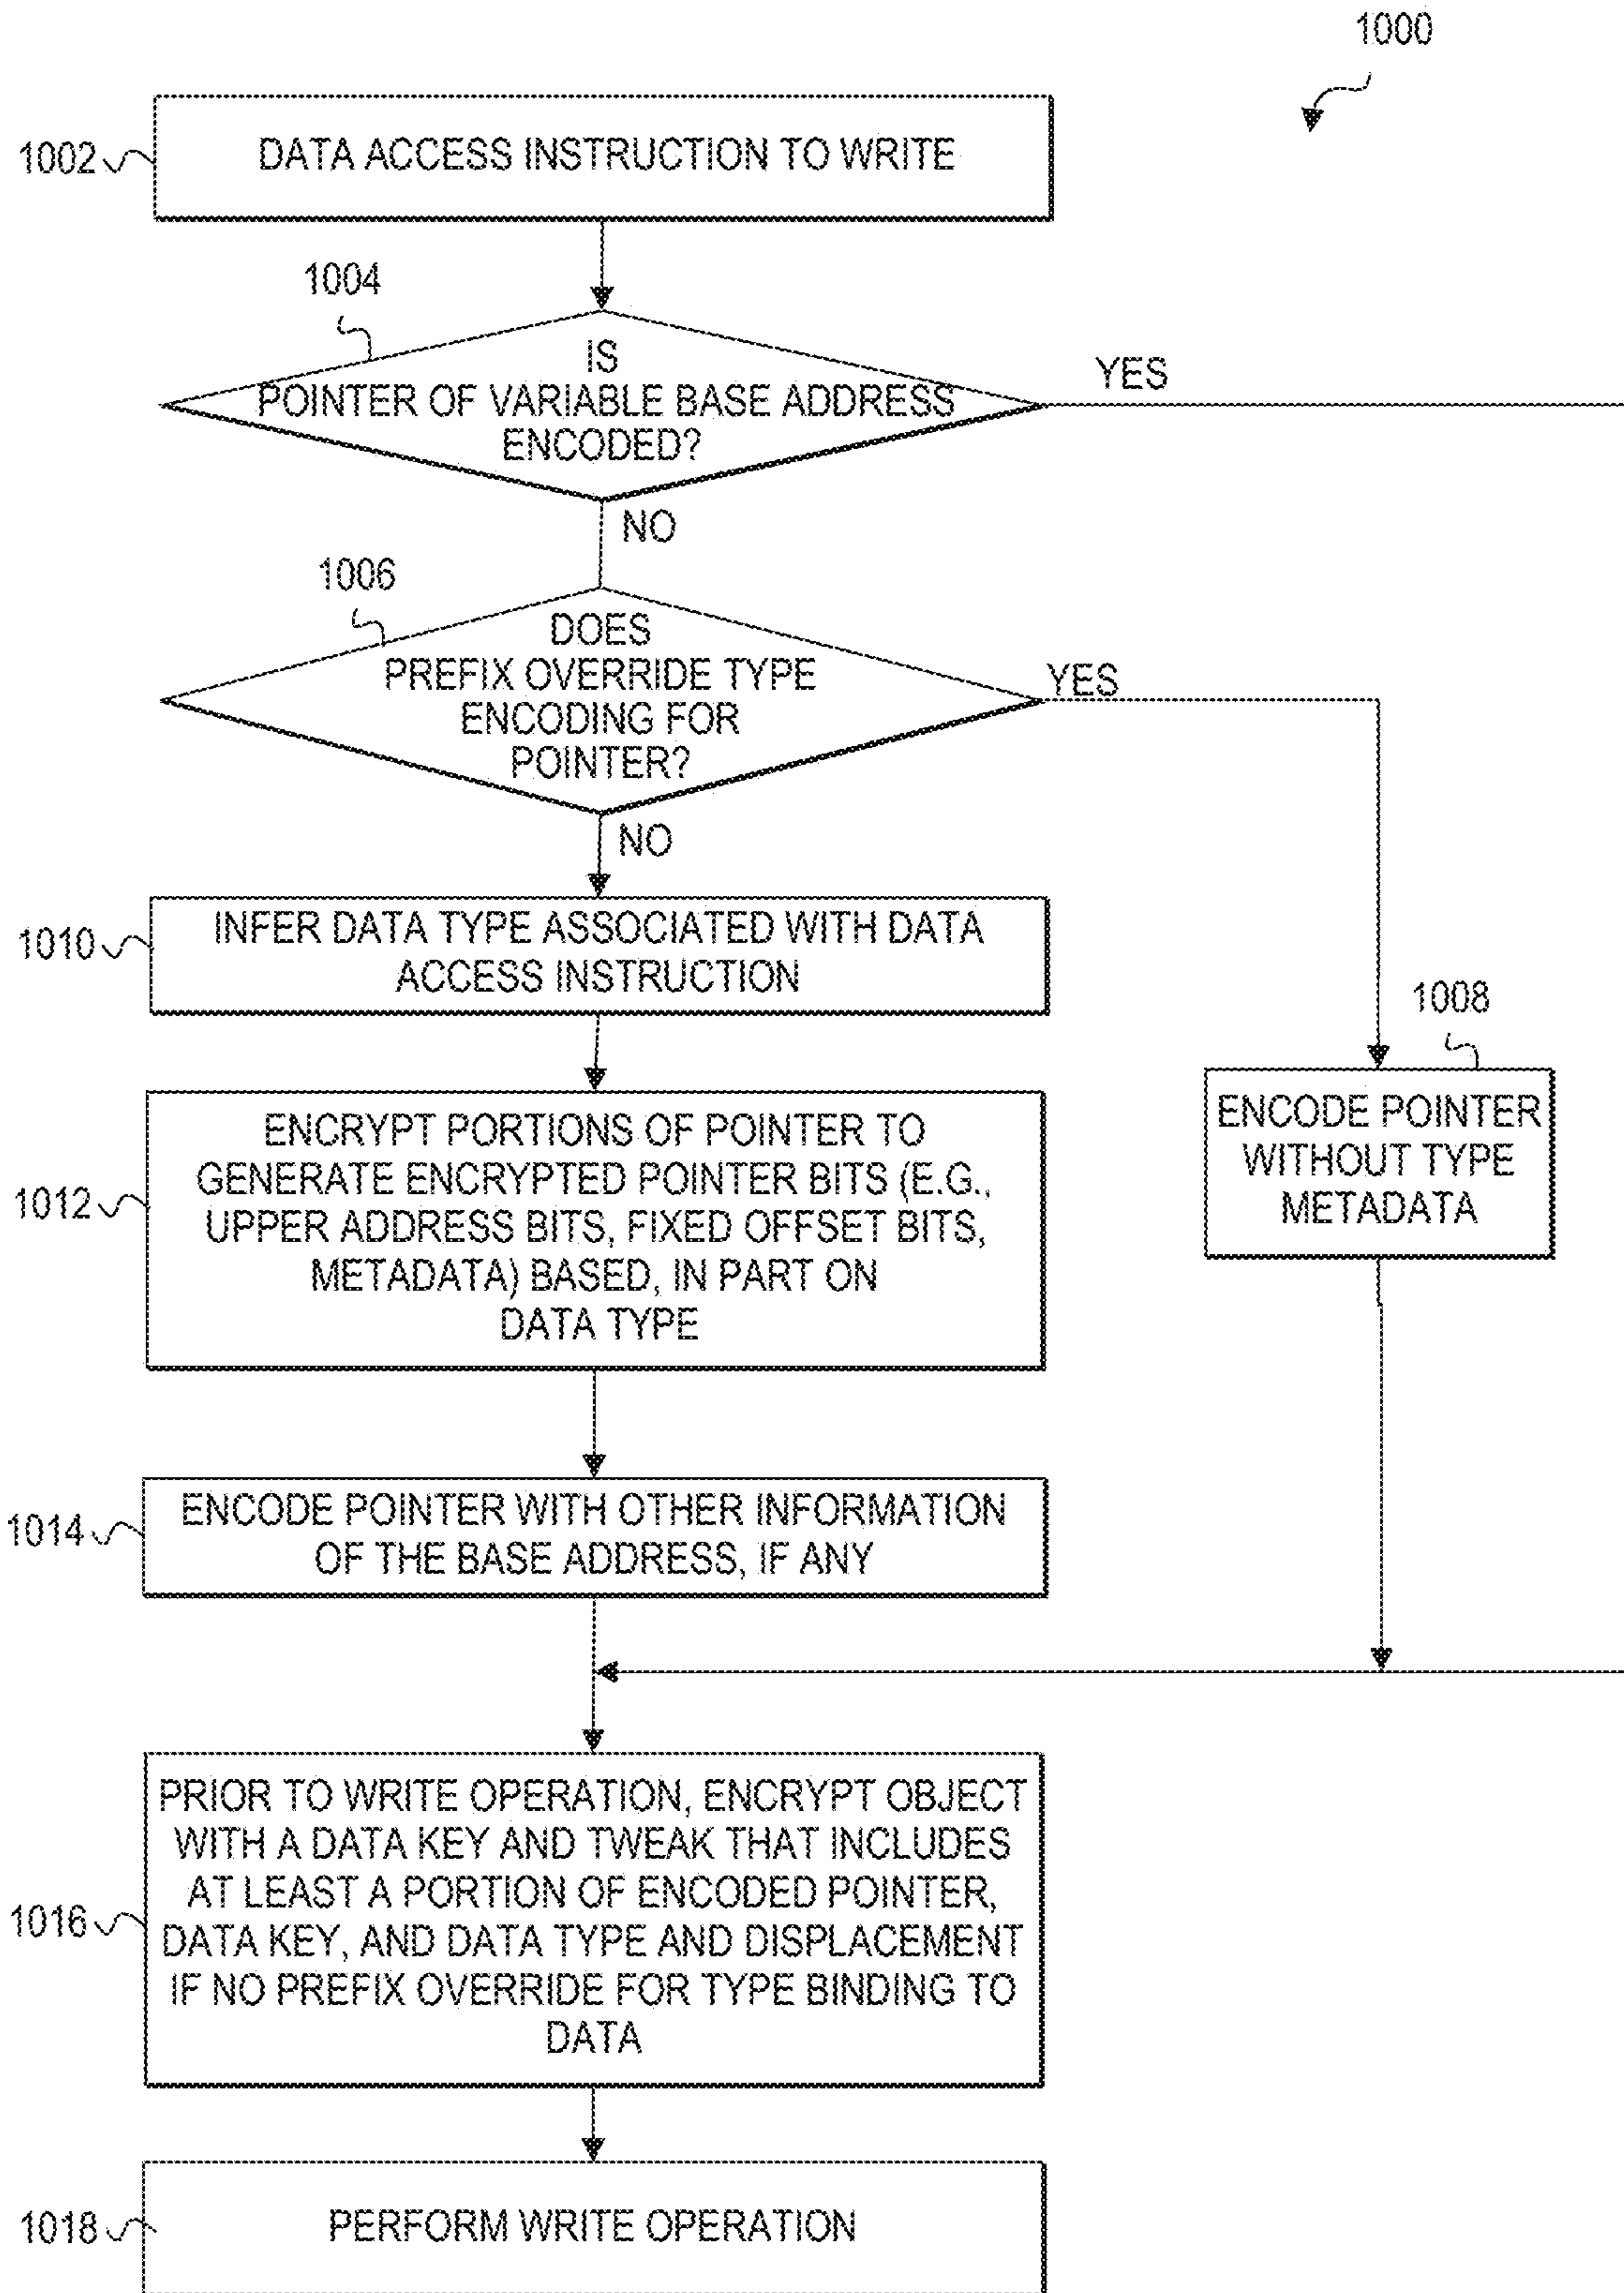 1000
1002
DATA ACCESS INSTRUCTION TO WRITE
1004
IS
POINTER OF VARIABLE BASE ADDRESS
ENCODED?
YES
NO
1006
DOES
PREFIX OVERRIDE TYPE
ENCODING FOR
POINTER?
YES
NO
1010
INFER DATA TYPE ASSOCIATED WITH DATA
ACCESS INSTRUCTION
1008
ENCODE POINTER
WITHOUT TYPE
METADATA
1012
ENCRYPT PORTIONS OF POINTER TO
GENERATE ENCRYPTED POINTER BITS (E.G.,
UPPER ADDRESS BITS, FIXED OFFSET BITS,
METADATA) BASED, IN PART ON
DATA TYPE
1014
ENCODE POINTER WITH OTHER INFORMATION
OF THE BASE ADDRESS, IF ANY
1016
PRIOR TO WRITE OPERATION, ENCRYPT OBJECT
WITH A DATA KEY AND TWEAK THAT INCLUDES
AT LEAST A PORTION OF ENCODED POINTER,
DATA KEY, AND DATA TYPE AND DISPLACEMENT
IF NO PREFIX OVERRIDE FOR TYPE BINDING TO
DATA
1018
PERFORM WRITE OPERATION